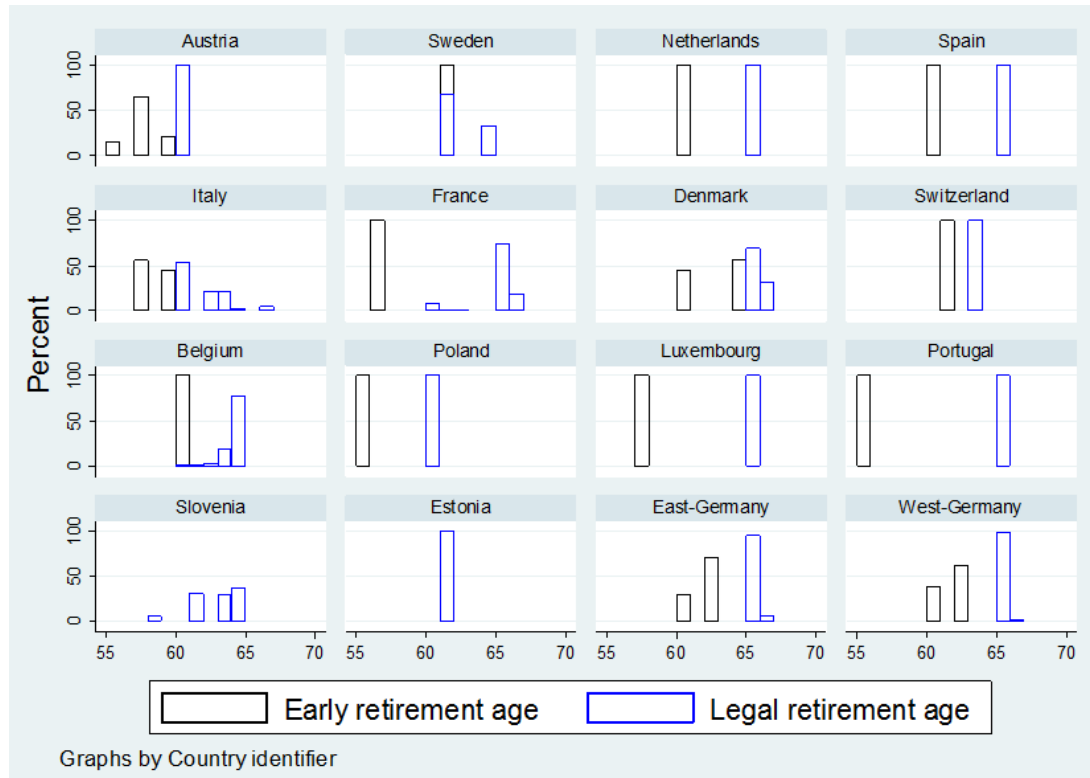 Austria Sweden Netherlands Spain
100
50
0
Italy France Denmark Switzerland
100
50
0
Percent
Belgium Poland Luxembourg Portugal
100
50
0
Slovenia Estonia East-Germany West-Germany
100
50
0
55 60 65 70 55 60 65 70 55 60 65 70 55 60 65 70
Early retirement age Legal retirement age
Graphs by Country identifier